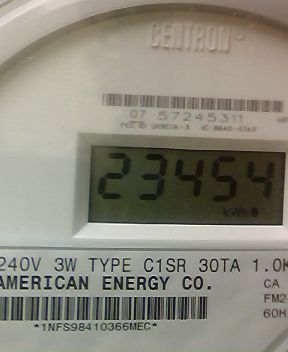 CENTRON®
07 57245311
23454
kWh
240V 3W TYPE C1SR 30TA 1.0K
AMERICAN ENERGY CO.
CA
FM2
60H
*1NFS98410366MEC*